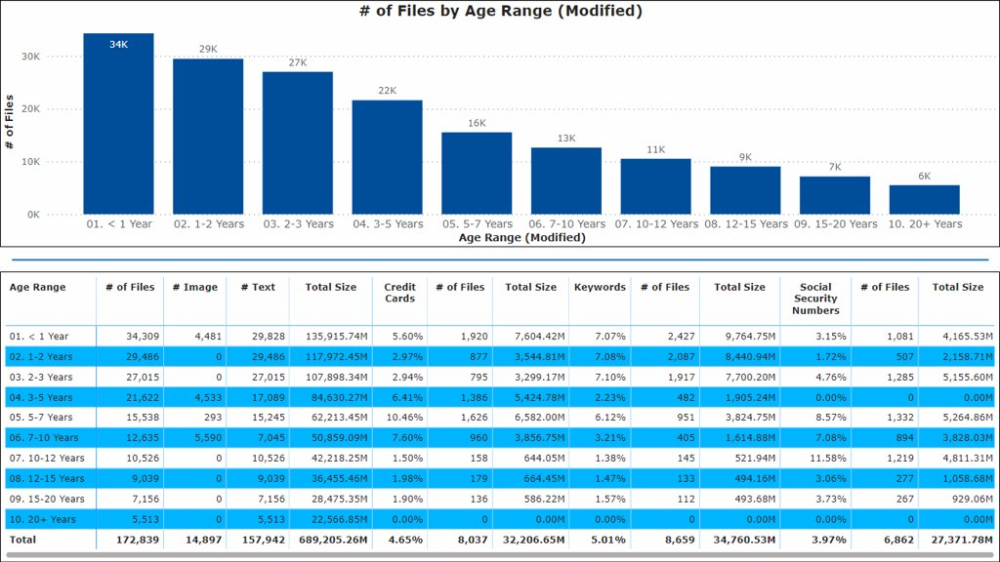 # of Files by Age Range (Modified)
34K
29K
27K
22K
16K
13K
11K
9K
7K
6K
30K
20K
10K
0K
# of Files
01. < 1 Year 02. 1-2 Years 03. 2-3 Years 04. 3-5 Years 05. 5-7 Years 06. 7-10 Years 07. 10-12 Years 08. 12-15 Years 09. 15-20 Years 10. 20+ Years
Age Range (Modified)
Age Range # of Files # Image # Text Total Size Credit Cards # of Files Total Size Keywords # of Files Total Size Social Security Numbers # of Files Total Size
01. < 1 Year 34,309 4,481 29,828 135,915.74M 5.60% 1,920 7,604.42M 7.07% 2,427 9,764.75M 3.15% 1,081 4,165.53M
02. 1-2 Years 29,486 0 29,486 117,972.45M 2.97% 877 3,544.81M 7.08% 2,087 8,440.94M 1.72% 507 2,158.71M
03. 2-3 Years 27,015 0 27,015 107,898.34M 2.94% 795 3,299.17M 7.10% 1,917 7,700.20M 4.76% 1,285 5,155.60M
04. 3-5 Years 21,622 4,533 17,089 84,630.27M 6.41% 1,386 5,424.78M 2.23% 482 1,905.24M 0.00% 0 0.00M
05. 5-7 Years 15,538 293 15,245 62,213.45M 10.46% 1,626 6,582.00M 6.12% 951 3,824.75M 8.57% 1,332 5,264.86M
06. 7-10 Years 12,635 5,590 7,045 50,859.09M 7.60% 960 3,856.75M 3.21% 405 1,614.88M 7.08% 894 3,828.03M
07. 10-12 Years 10,526 0 10,526 42,218.25M 1.50% 158 644.05M 1.38% 145 521.94M 11.58% 1,219 4,811.31M
08. 12-15 Years 9,039 0 9,039 36,455.46M 1.98% 179 664.45M 1.47% 133 494.16M 3.06% 277 1,058.68M
09. 15-20 Years 7,156 0 7,156 28,475.35M 1.90% 136 586.22M 1.57% 112 493.68M 3.73% 267 929.06M
10. 20+ Years 5,513 0 5,513 22,566.85M 0.00% 0 0.00M 0.00% 0 0.00M 0.00% 0 0.00M
Total 172,839 14,897 157,942 689,205.26M 4.65% 8,037 32,206.65M 5.01% 8,659 34,760.53M 3.97% 6,862 27,371.78M